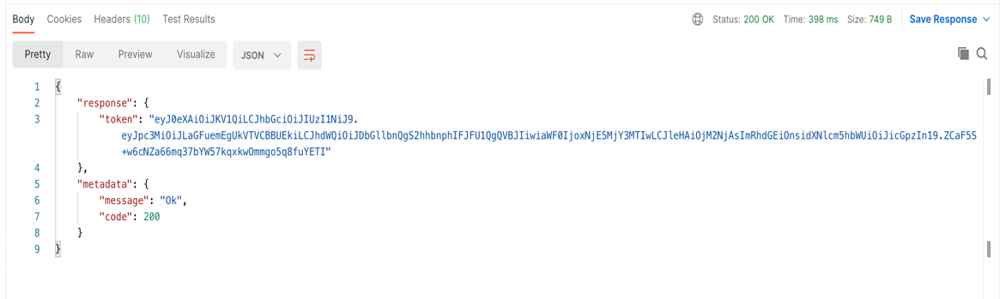 Body Cookies Headers (10) Test Results Status: 200 OK Time: 398 ms Size: 749 B Save Response
Pretty Raw Preview Visualize JSON
1 {
2 "response": {
3 "token": "eyJ0eXAiOiJKV1QiLCJhbGciOiJIUzI1NiJ9.
eyJpc3MiOiJLaGFuemEgUkVTVCBBUEkiLCJhdWQiOiJDbGllbnQgS2hhbnphIFJFU1QgQVBJIiwiaWF0IjoxNjE5MjY3MTIwLCJleHAiOjM2NjAsImRhdGEiOnsidXNlcm5hbWUiOiJicGpzIn19.ZCaF5S
+w6cNZa66mq37bYW57kqxkwOmmgo5q8fuYETI"
4 },
5 "metadata": {
6 "message": "Ok",
7 "code": 200
8 }
9 }